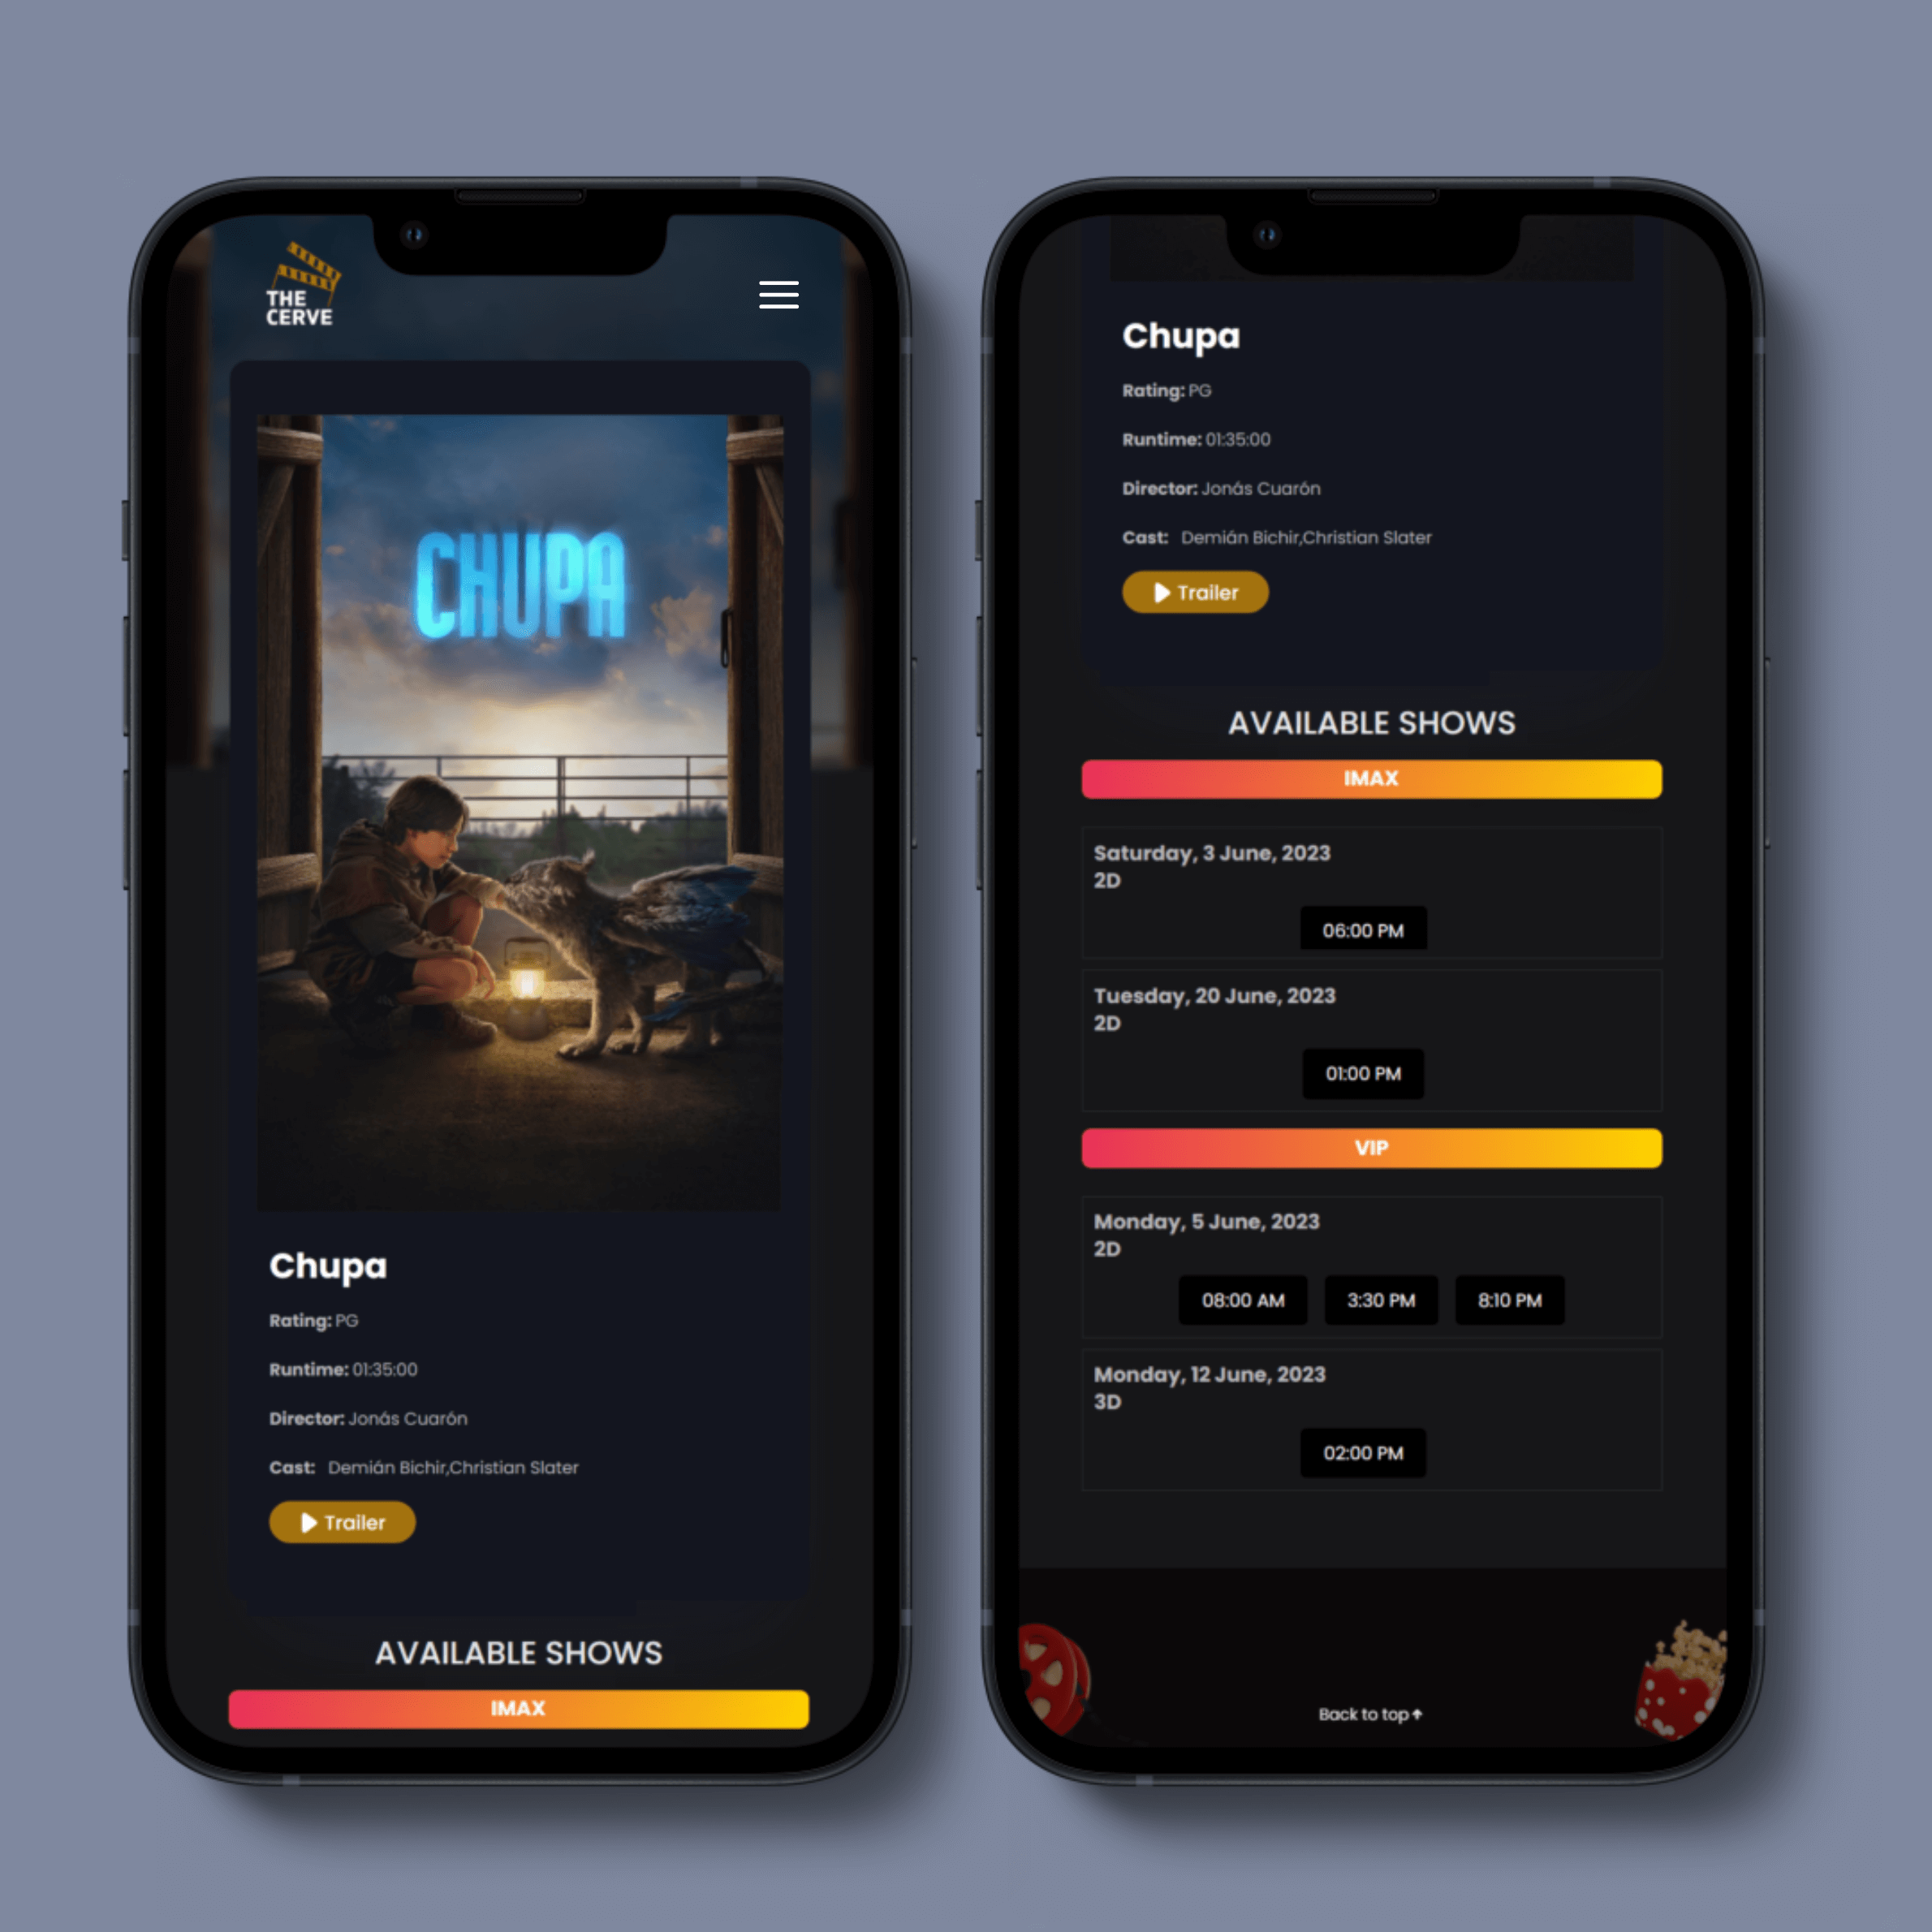 THE
CERVE
CHUPA
Chupa
Rating: PG
Runtime: 01:35:00
Director: Jonás Cuarón
Cast: Demián Bichir,Christian Slater
Trailer
AVAILABLE SHOWS
IMAX
Chupa
Rating: PG
Runtime: 01:35:00
Director: Jonás Cuarón
Cast: Demián Bichir,Christian Slater
Trailer
AVAILABLE SHOWS
IMAX
Saturday, 3 June, 2023
2D
06:00 PM
Tuesday, 20 June, 2023
2D
01:00 PM
VIP
Monday, 5 June, 2023
2D
08:00 AM 3:30 PM 8:10 PM
Monday, 12 June, 2023
3D
02:00 PM
Back to top↑